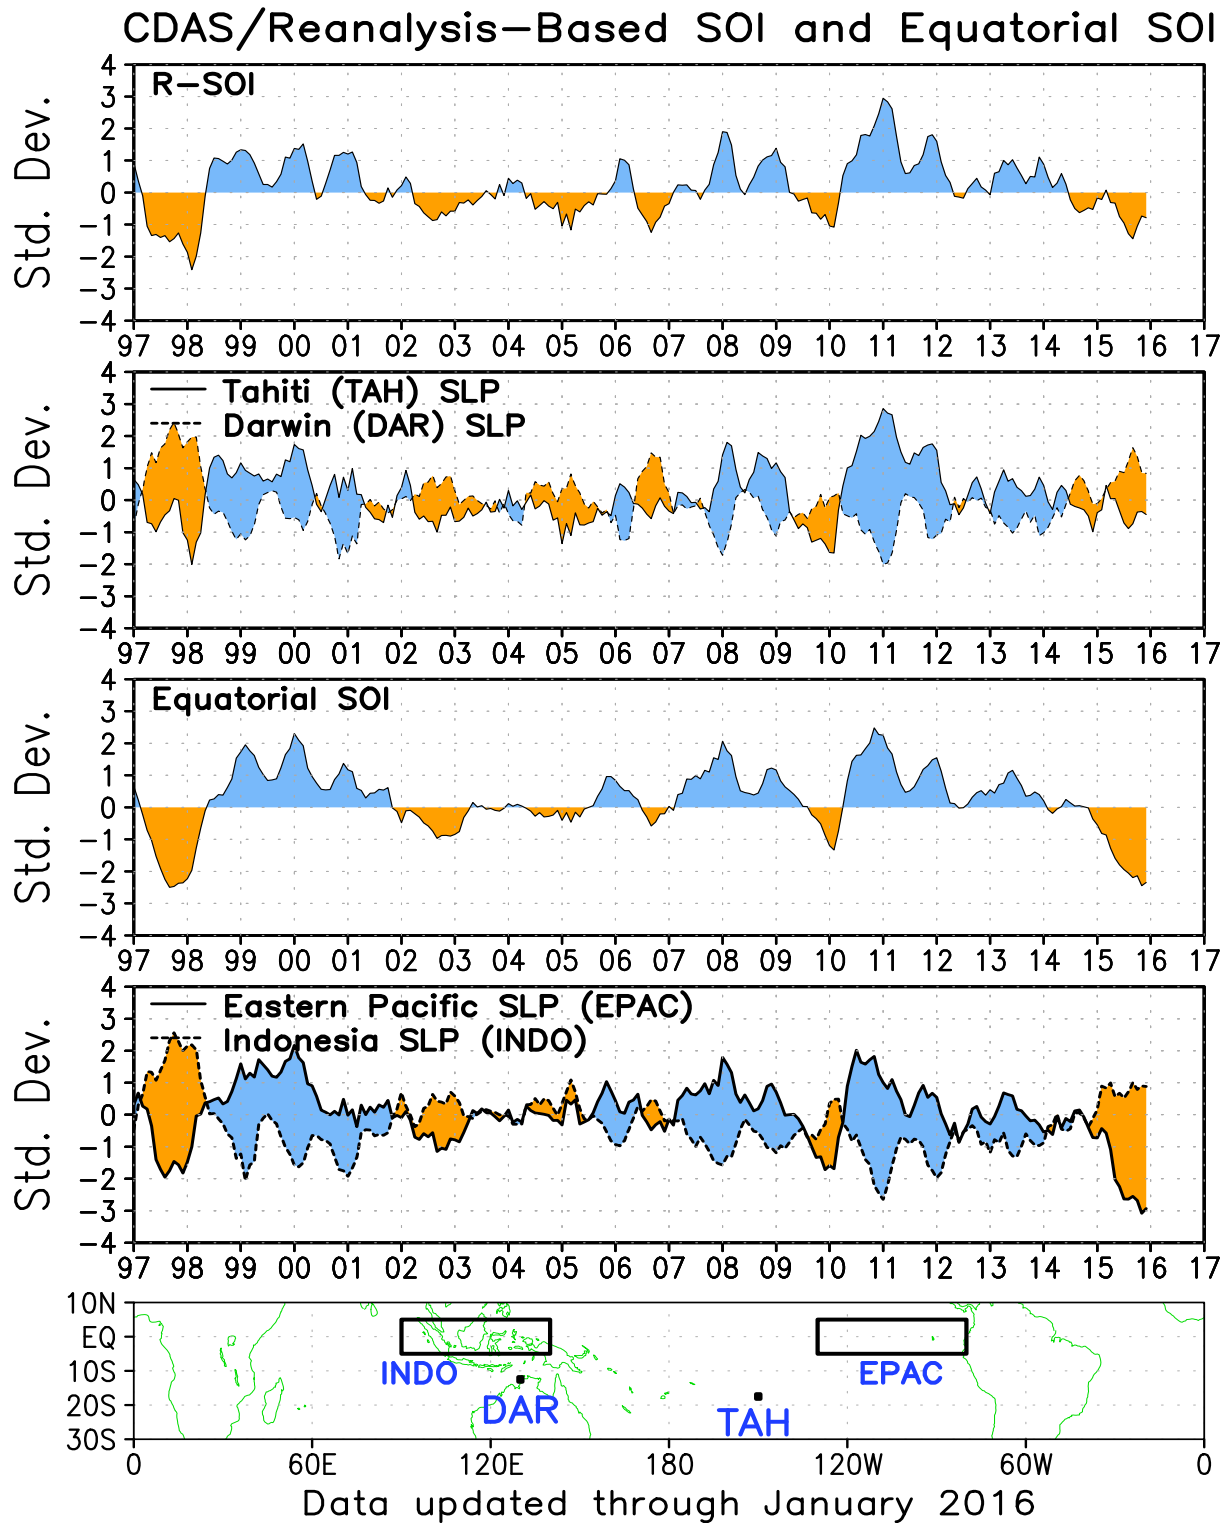 CDAS/Reanalysis-Based SOI and Equatorial SOI
R-SOI
Std. Dev.
4
3
2
1
0
-1
-2
-3
-4
97 98 99 00 01 02 03 04 05 06 07 08 09 10 11 12 13 14 15 16 17
Tahiti (TAH) SLP
Darwin (DAR) SLP
Std. Dev.
4
3
2
1
0
-1
-2
-3
-4
97 98 99 00 01 02 03 04 05 06 07 08 09 10 11 12 13 14 15 16 17
Equatorial SOI
Std. Dev.
4
3
2
1
0
-1
-2
-3
-4
97 98 99 00 01 02 03 04 05 06 07 08 09 10 11 12 13 14 15 16 17
Eastern Pacific SLP (EPAC)
Indonesia SLP (INDO)
Std. Dev.
4
3
2
1
0
-1
-2
-3
-4
97 98 99 00 01 02 03 04 05 06 07 08 09 10 11 12 13 14 15 16 17
10N
EQ
10S
20S
30S
INDO
EPAC
DAR
TAH
0 60E 120E 180 120W 60W 0
Data updated through January 2016